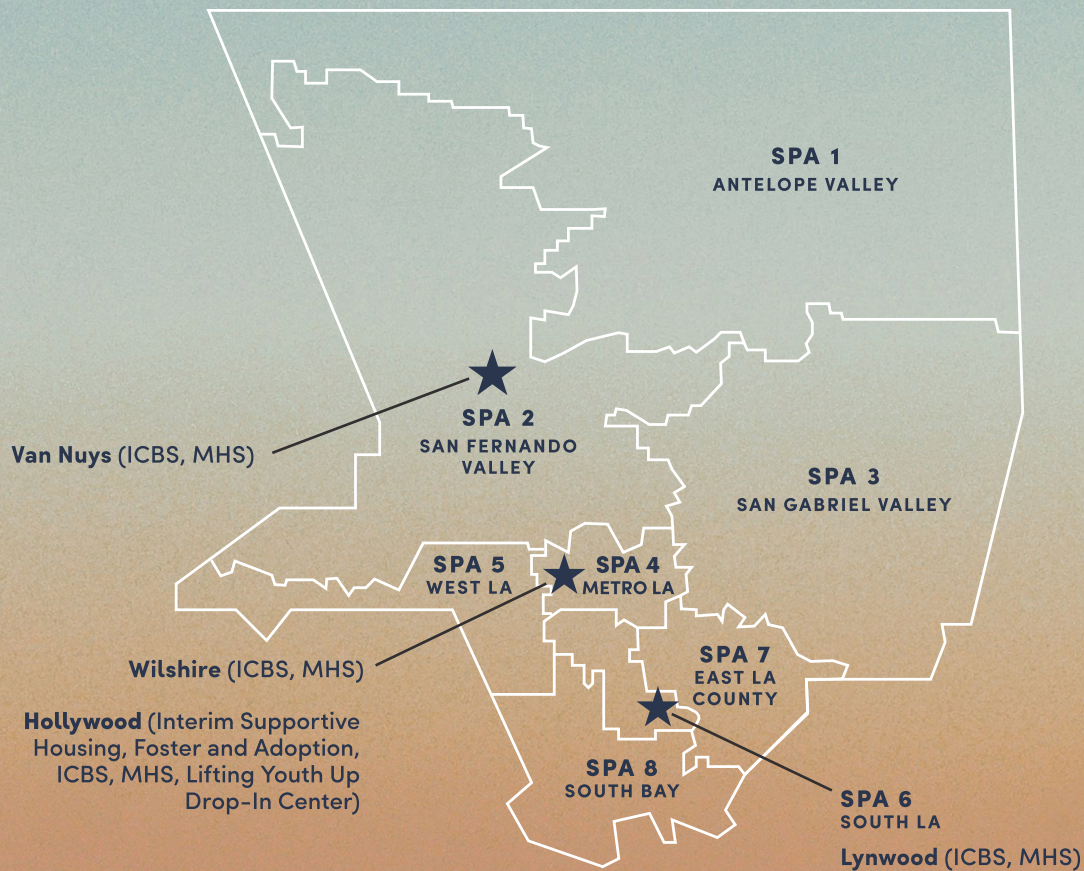 SPA 1
ANTELOPE VALLEY
SPA 2
SAN FERNANDO
VALLEY
Van Nuys (ICBS, MHS)
SPA 3
SAN GABRIEL VALLEY
SPA 5
WEST LA
SPA 4
METRO LA
Wilshire (ICBS, MHS)
Hollywood (Interim Supportive
Housing, Foster and Adoption,
ICBS, MHS, Lifting Youth Up
Drop-In Center)
SPA 7
EAST LA
COUNTY
SPA 8
SOUTH BAY
SPA 6
SOUTH LA
Lynwood (ICBS, MHS)